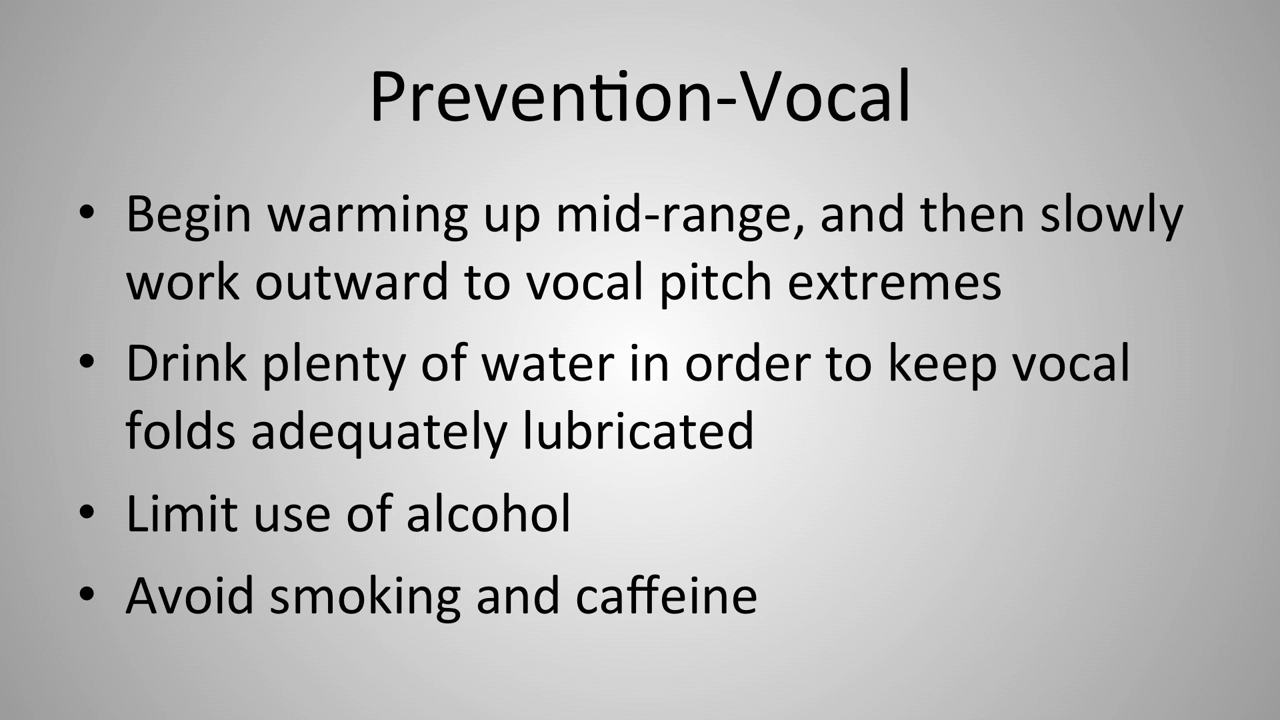 Prevention-Vocal
• Begin warming up mid-range, and then slowly
work outward to vocal pitch extremes
• Drink plenty of water in order to keep vocal
folds adequately lubricated
• Limit use of alcohol
• Avoid smoking and caffeine